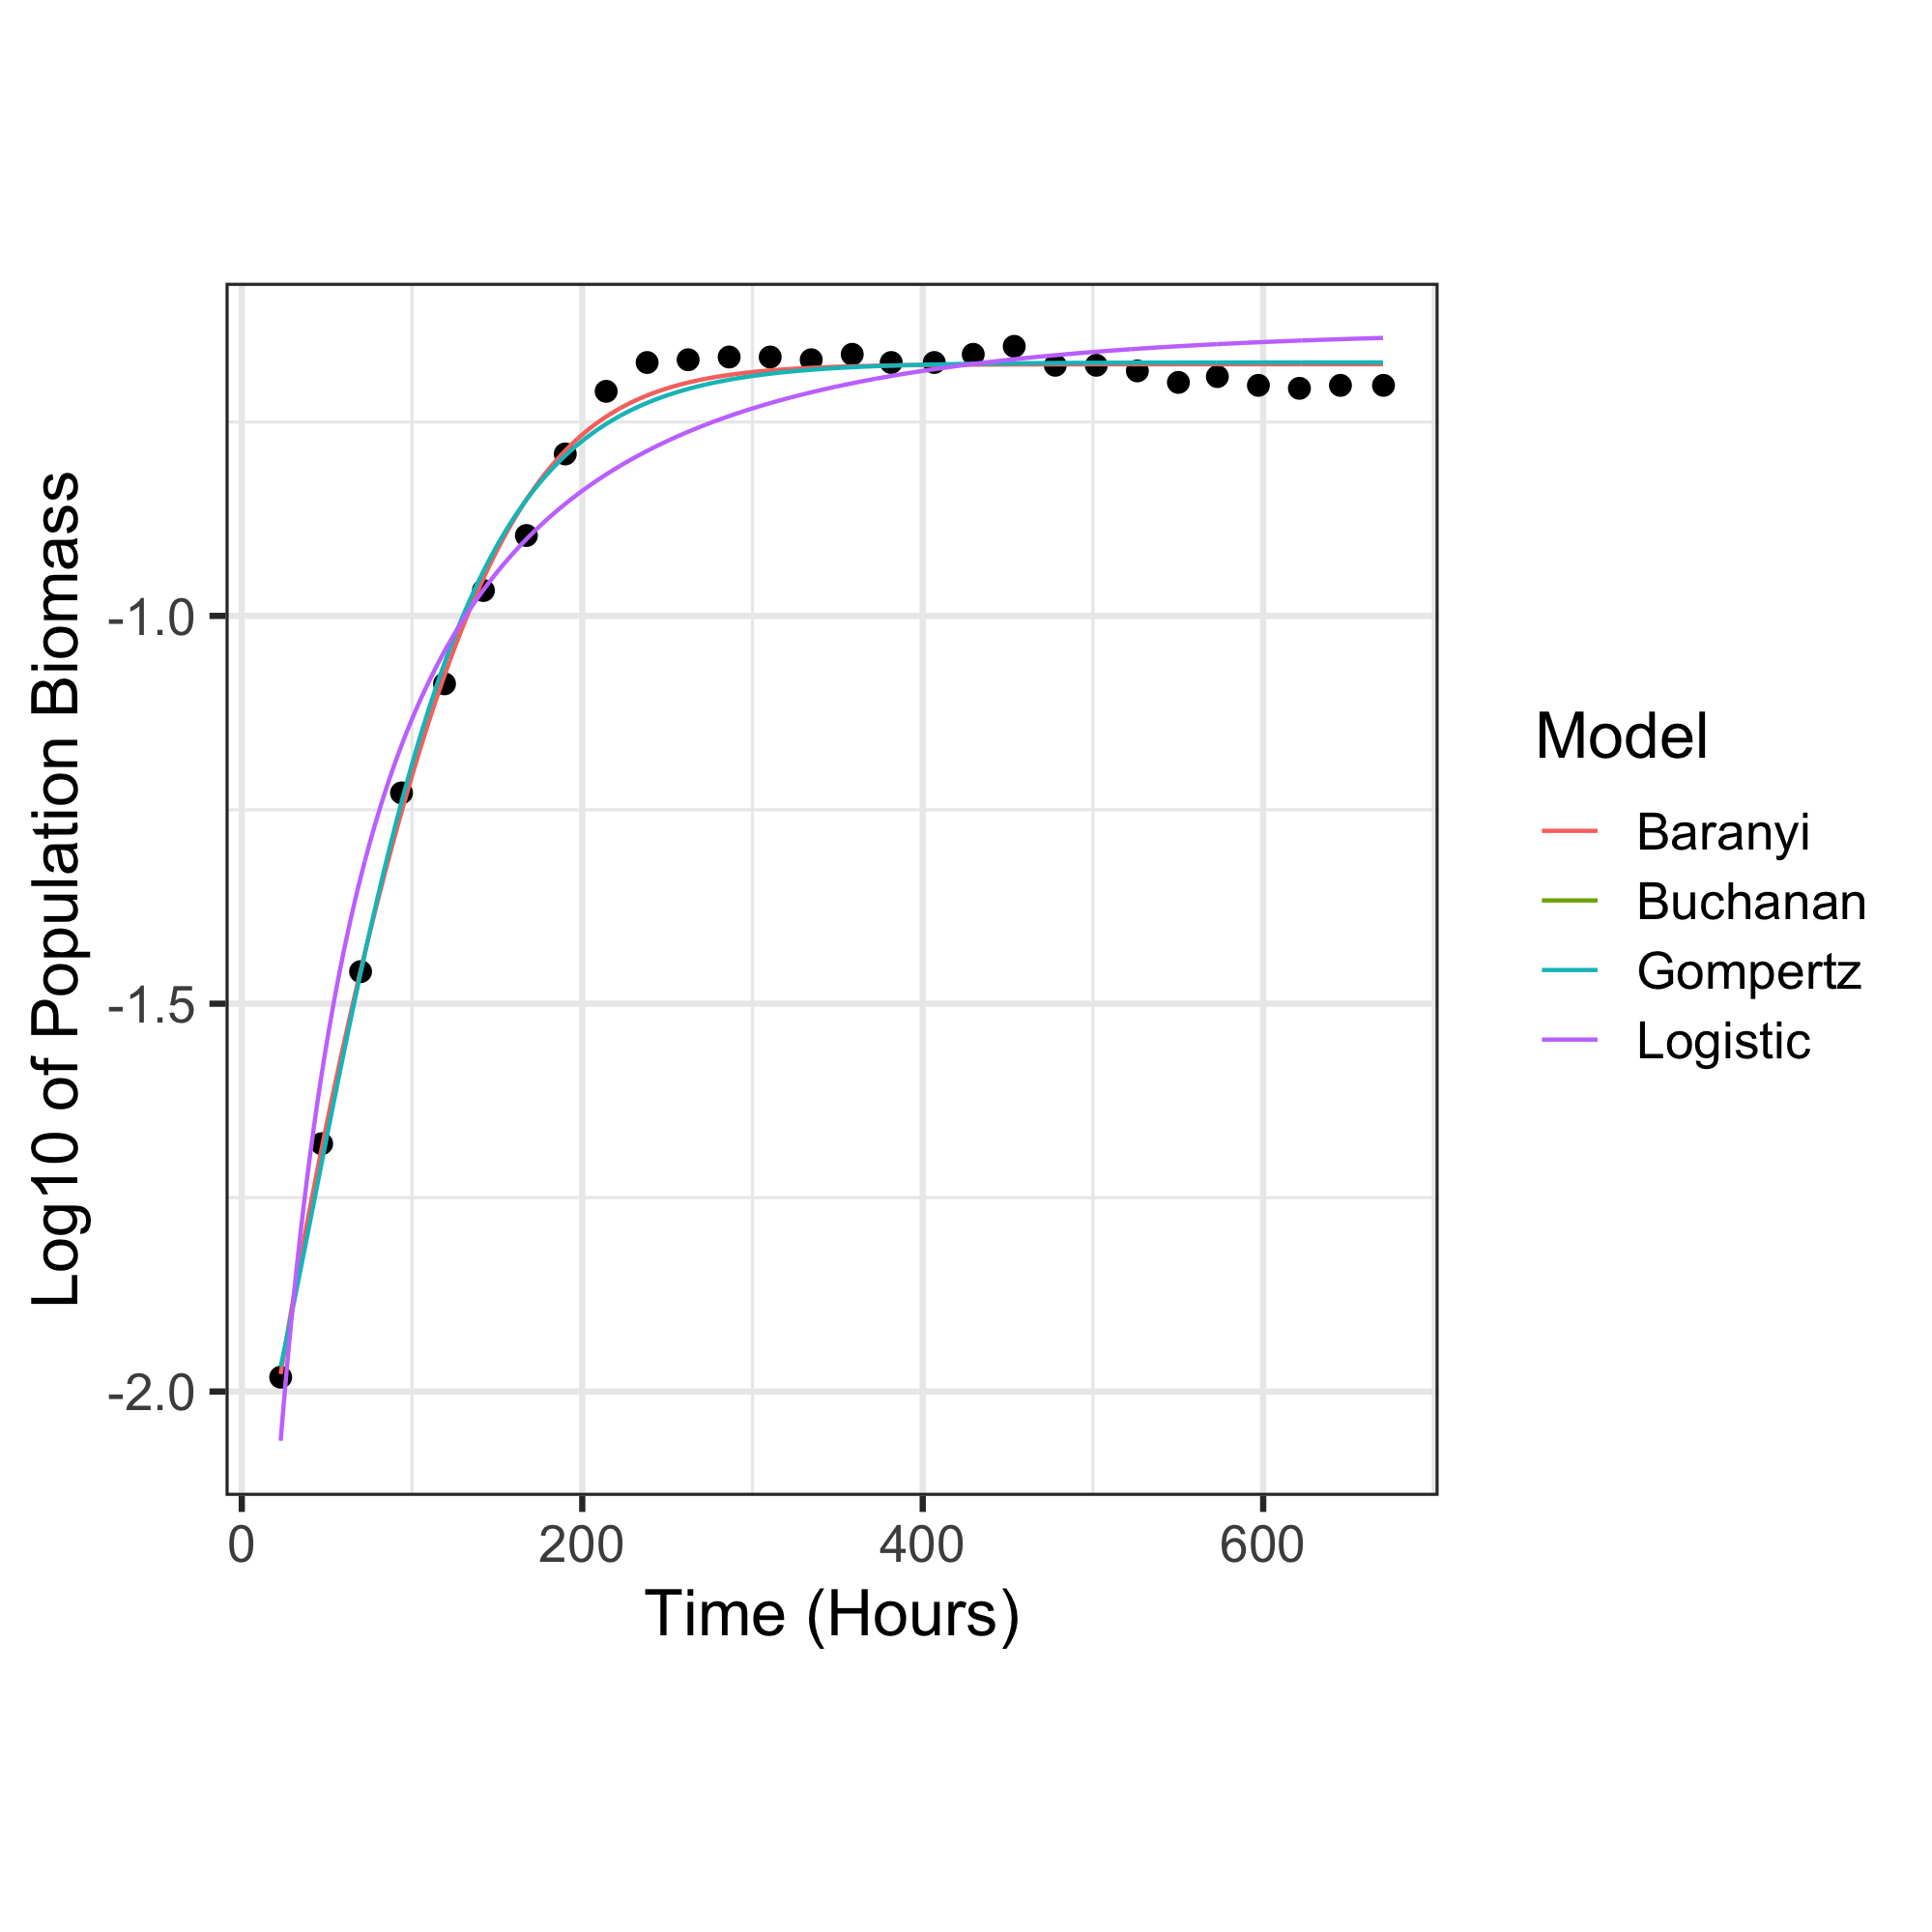 Log10 of Population Biomass
-1.0
-1.5
-2.0
0 200 400 600
Time (Hours)
Model
Baranyi
Buchanan
Gompertz
Logistic